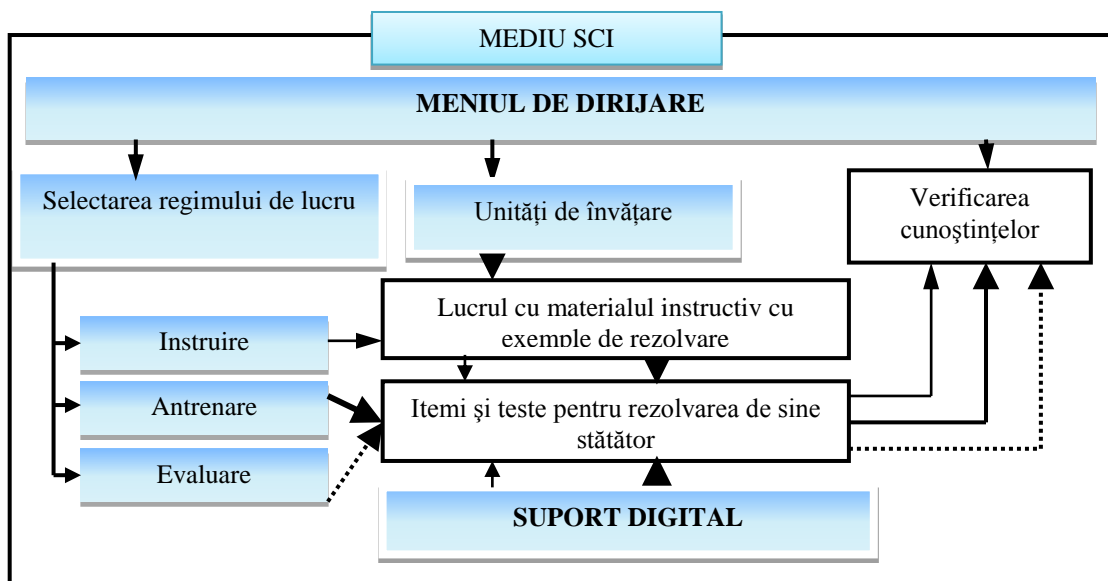 MEDIU SCI
MENIUL DE DIRIJARE
Selectarea regimului de lucru
Unități de învățare
Verificarea
cunoştințelor
Lucrul cu materialul instructiv cu
exemple de rezolvare
Instruire
Antrenare
Itemi şi teste pentru rezolvarea de sine
stătător
Evaluare
SUPORT DIGITAL